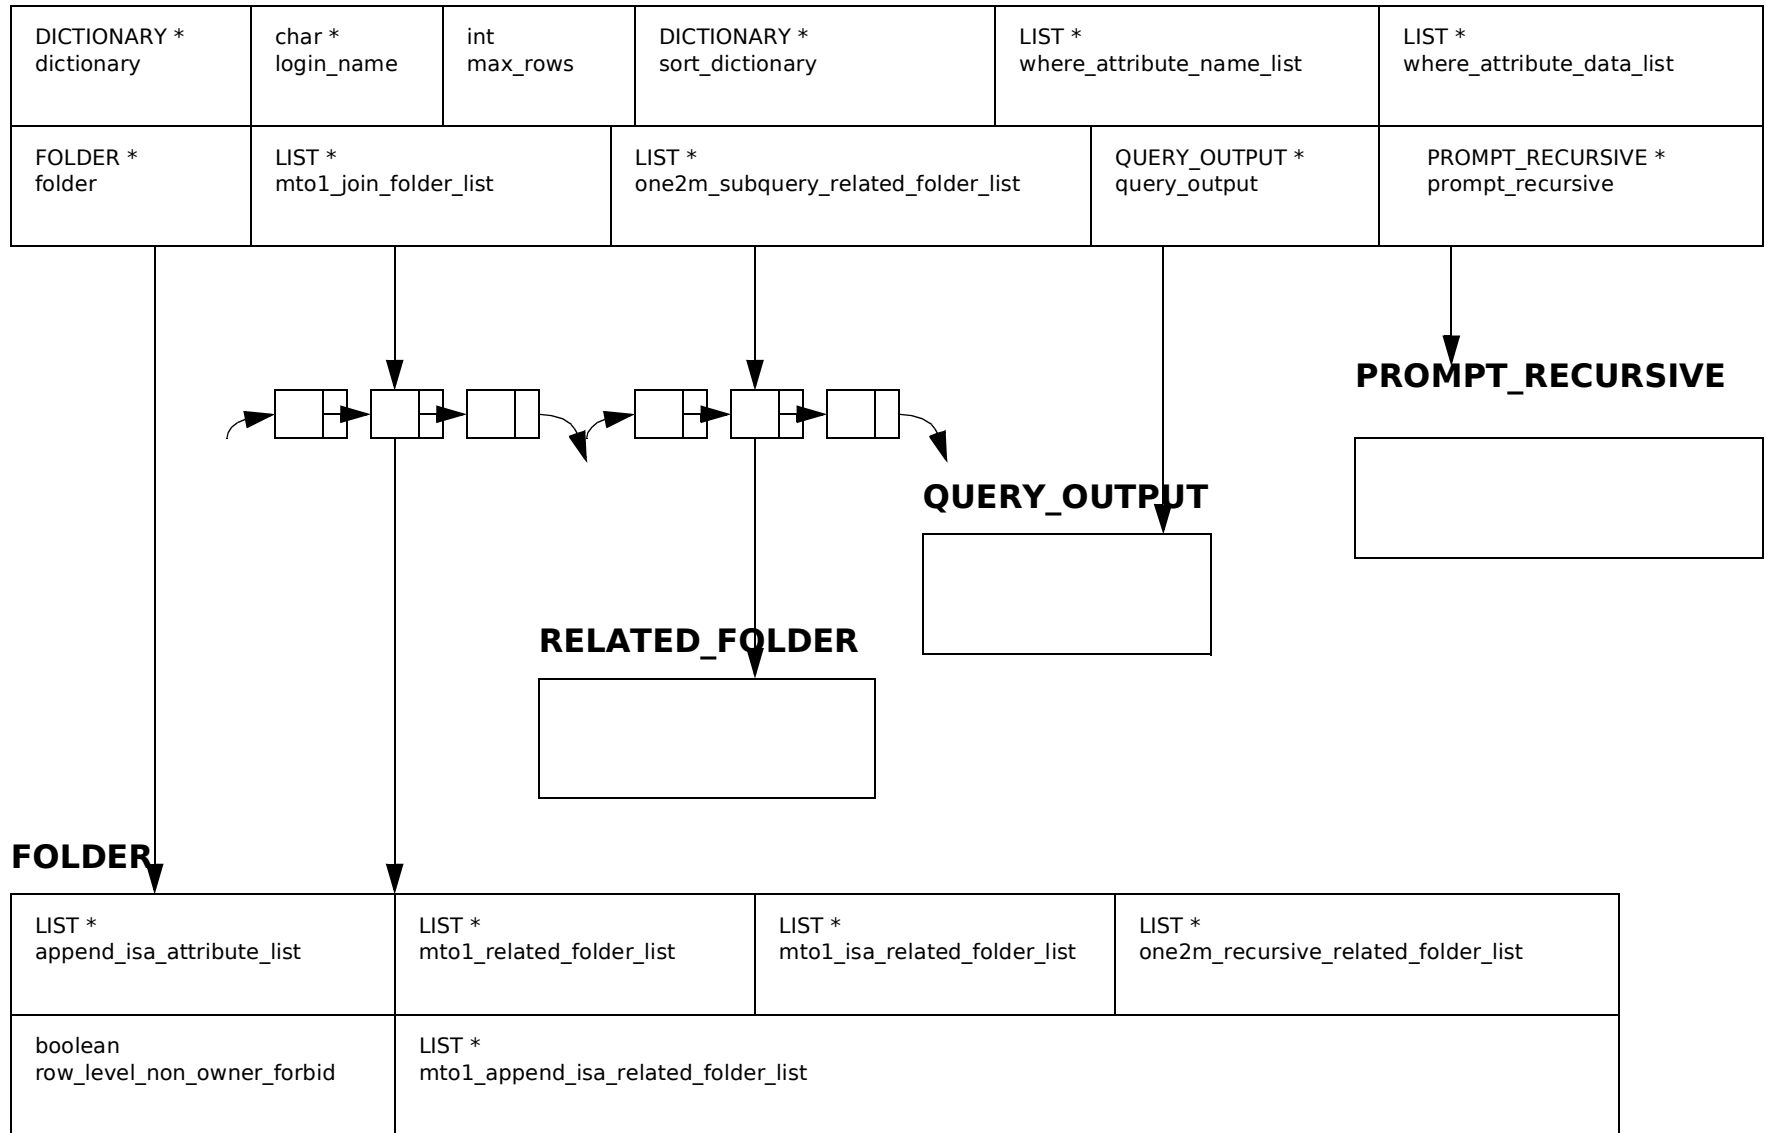 DICTIONARY *
dictionary
char *
login_name
int
max_rows
DICTIONARY *
sort_dictionary
LIST *
where_attribute_name_list
LIST *
where_attribute_data_list
FOLDER *
folder
LIST *
mto1_join_folder_list
LIST *
one2m_subquery_related_folder_list
QUERY_OUTPUT *
query_output
PROMPT_RECURSIVE *
prompt_recursive
PROMPT_RECURSIVE
QUERY_OUTPUT
RELATED_FOLDER
FOLDER
LIST *
append_isa_attribute_list
LIST *
mto1_related_folder_list
LIST *
mto1_isa_related_folder_list
LIST *
one2m_recursive_related_folder_list
boolean
row_level_non_owner_forbid
LIST *
mto1_append_isa_related_folder_list